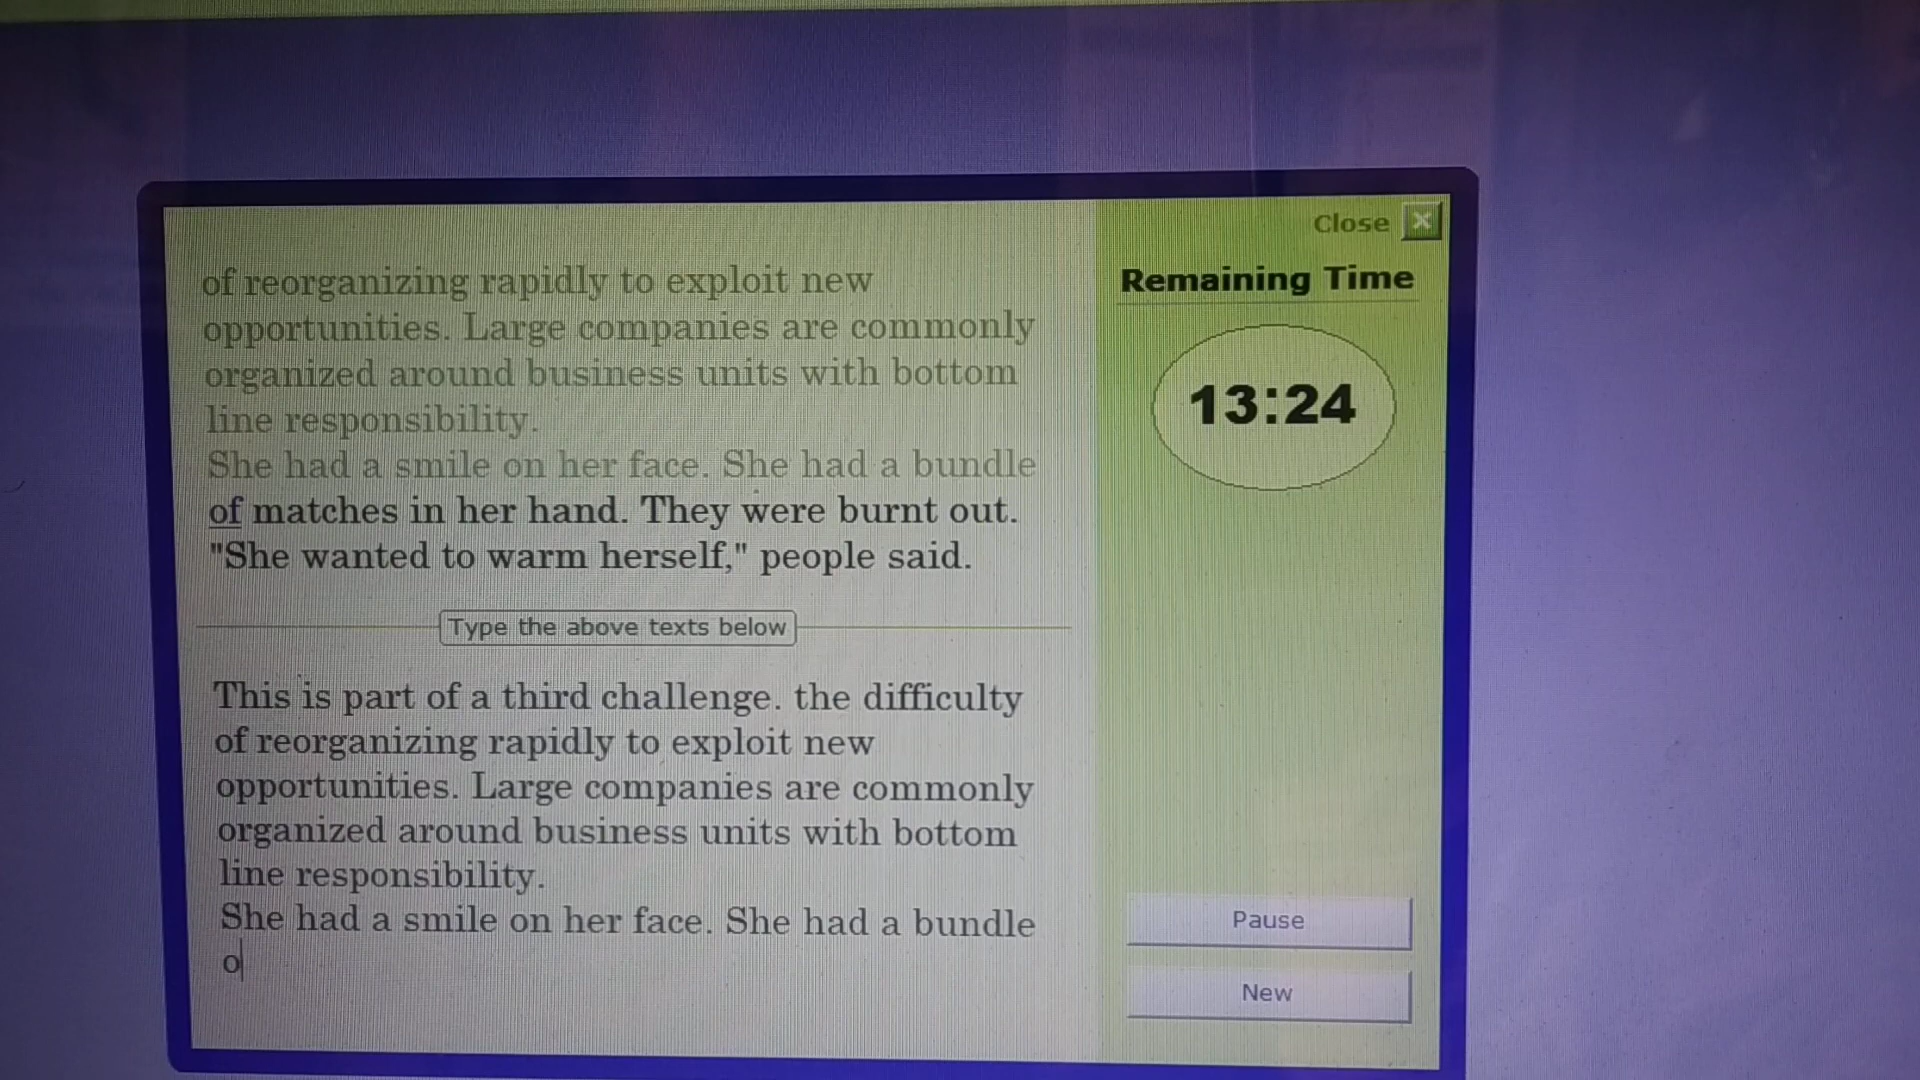 Close
Remaining Time
13:24
of reorganizing rapidly to exploit new
opportunities. Large companies are commonly
organized around business units with bottom
line responsibility.
She had a smile on her face. She had a bundle
of matches in her hand. They were burnt out.
"She wanted to warm herself," people said.
Type the above texts below
This is part of a third challenge. the difficulty
of reorganizing rapidly to exploit new
opportunities. Large companies are commonly
organized around business units with bottom
line responsibility.
She had a smile on her face. She had a bundle
o
Pause
New